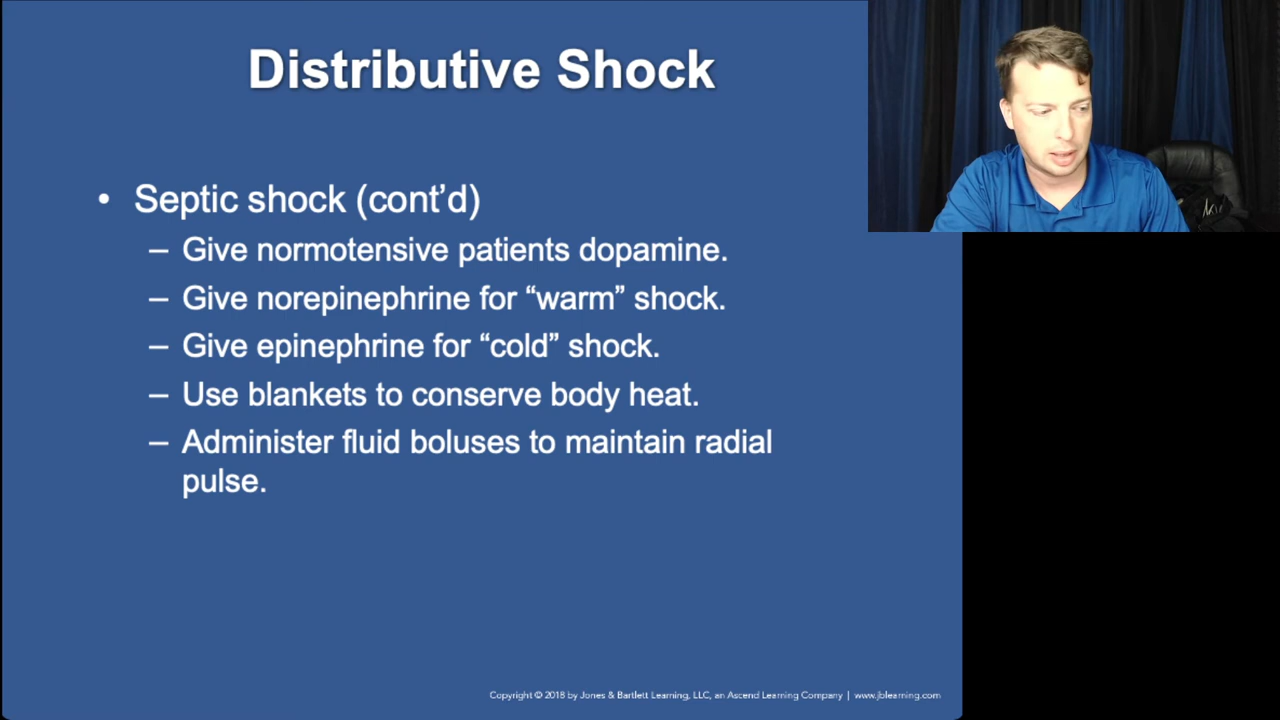 Distributive Shock
• Septic shock (cont’d)
– Give normotensive patients dopamine.
– Give norepinephrine for “warm” shock.
– Give epinephrine for “cold” shock.
– Use blankets to conserve body heat.
– Administer fluid boluses to maintain radial
pulse.
Copyright © 2018 by Jones & Bartlett Learning, LLC, an Ascend Learning Company | www.jblearning.com